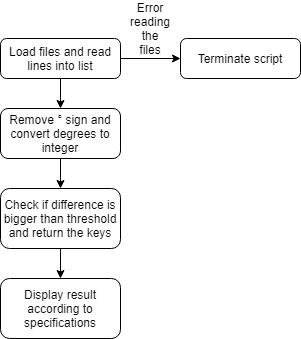 Error
reading
the
files
Load files and read
lines into list
Terminate script
Remove ° sign and
convert degrees to
integer
Check if difference is
bigger than threshold
and return the keys
Display result
according to
specifications